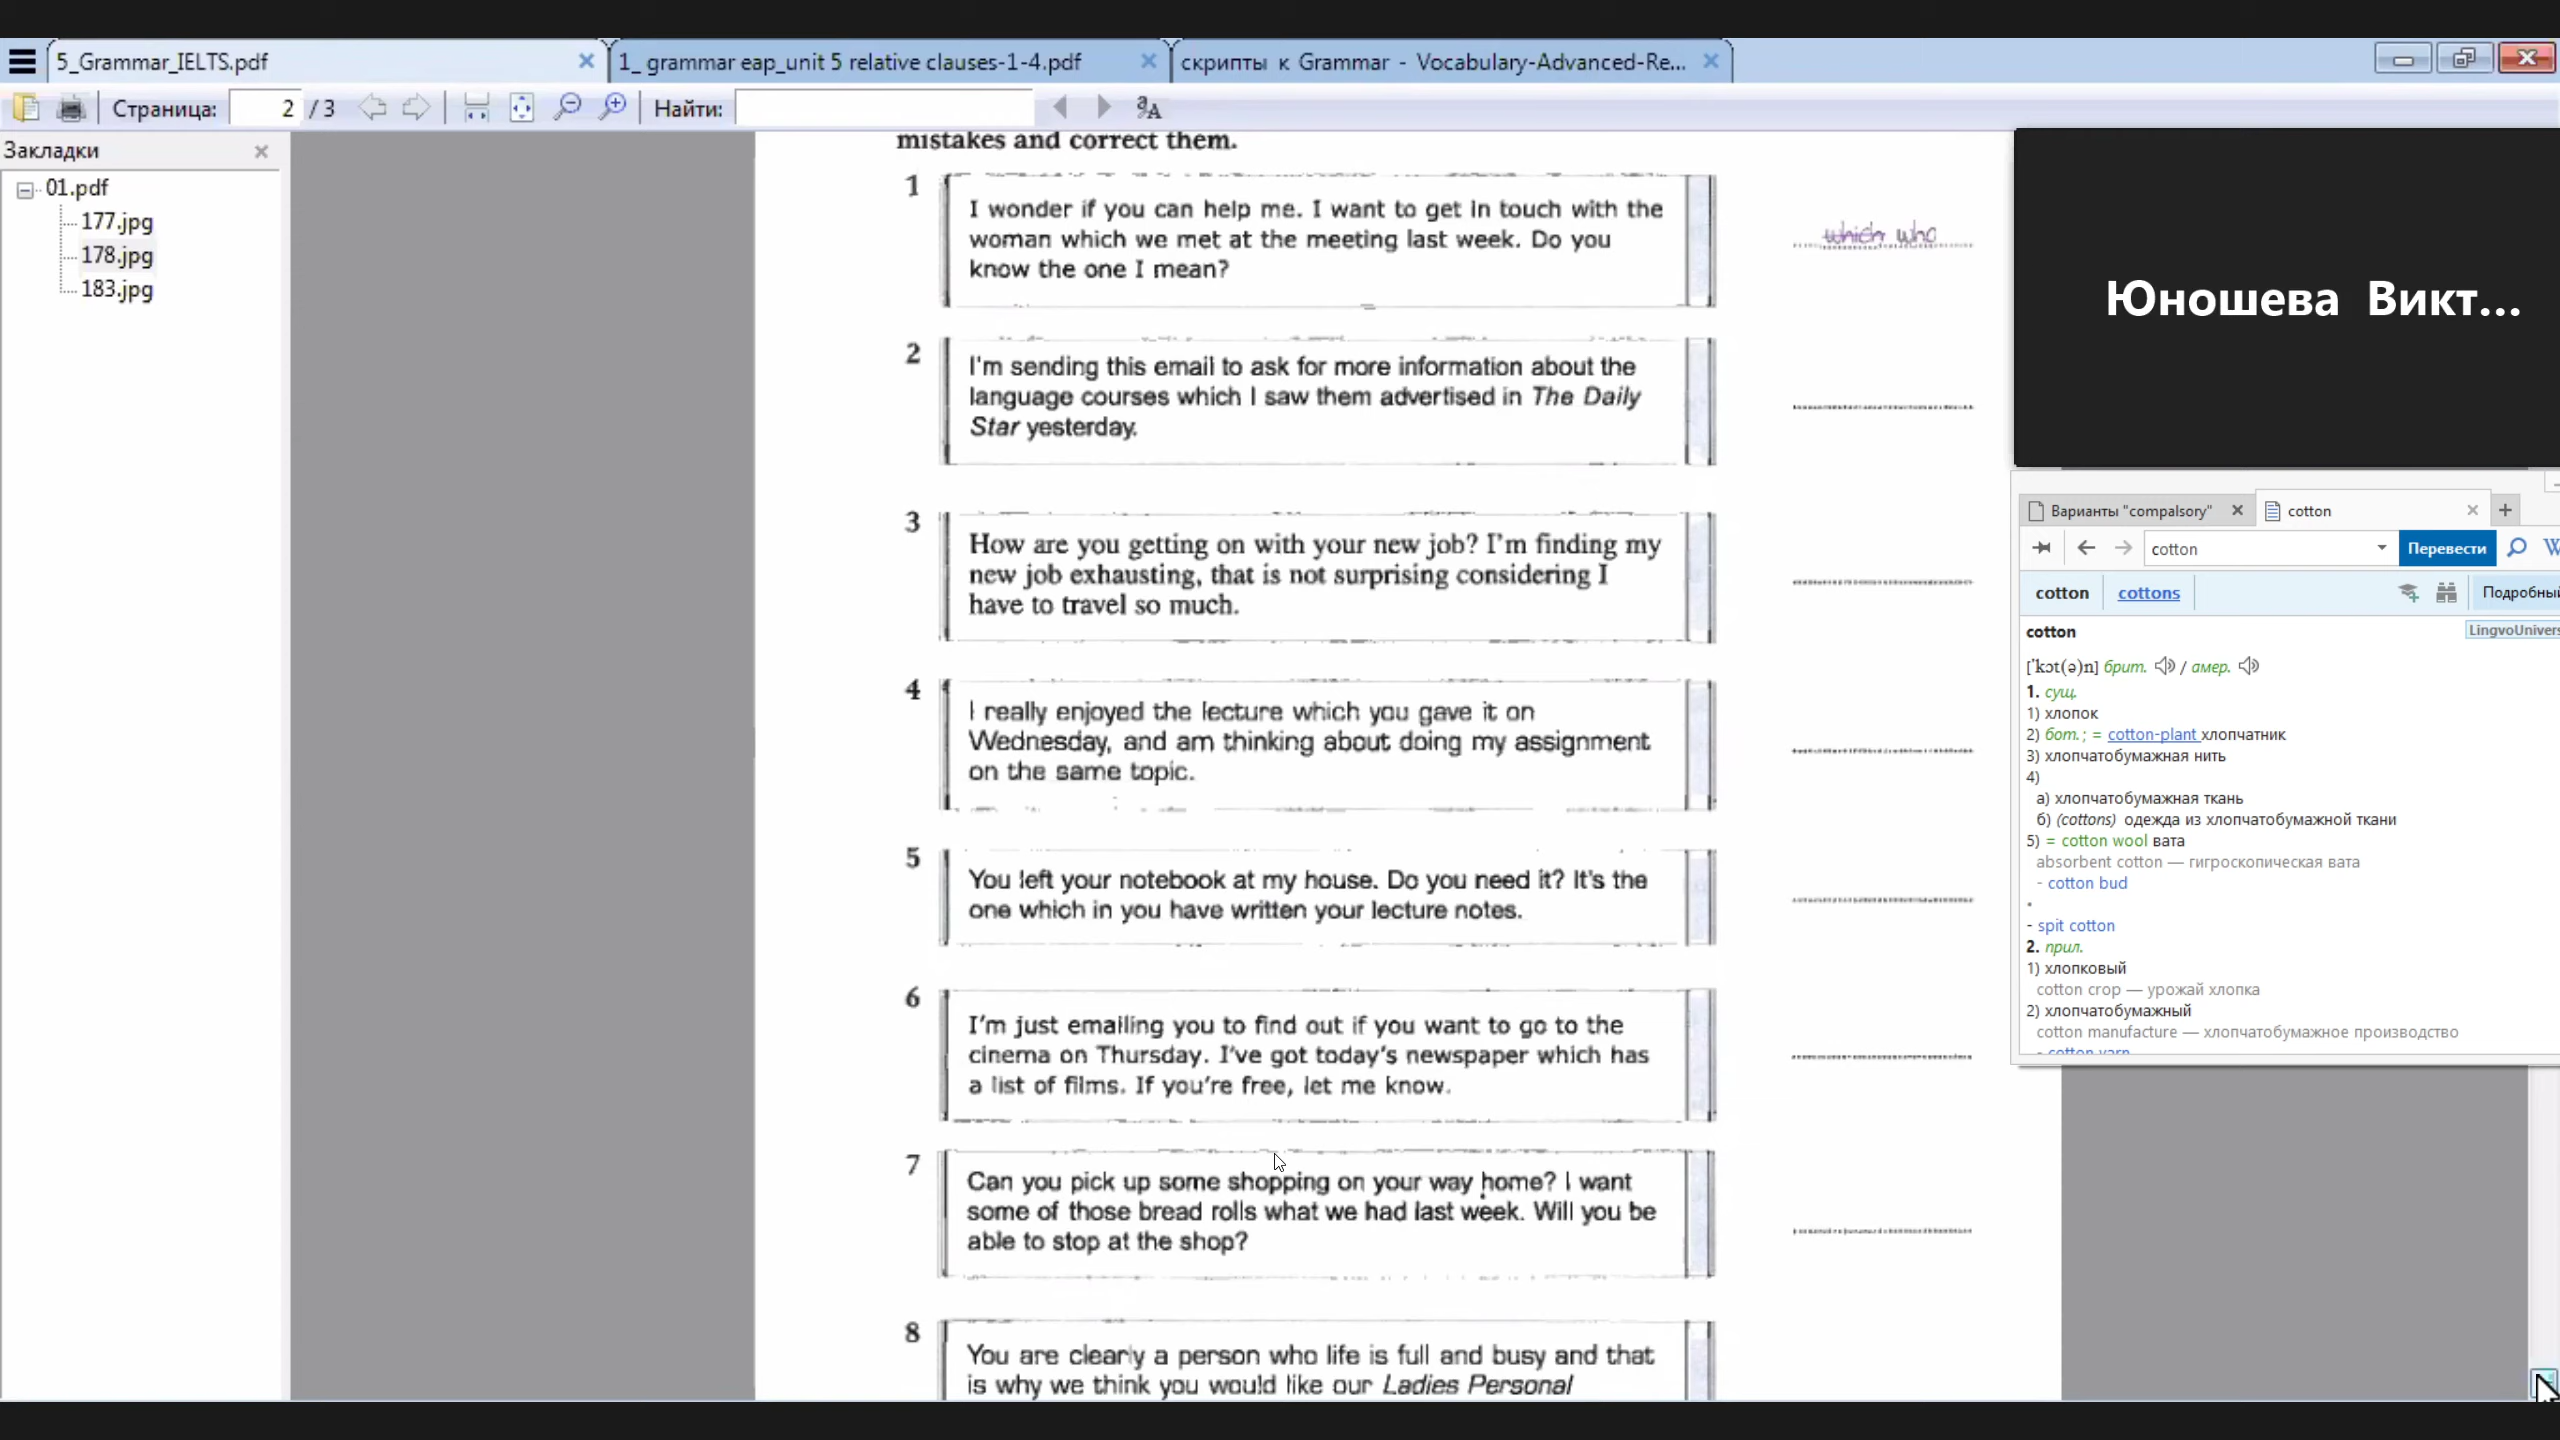 5_Grammar_IELTS.pdf
1_ grammar eap_unit 5 relative clauses-1-4.pdf
скрипты к Grammar - Vocabulary-Advanced-Re...
Страница: 2 / 3
Найти:
Закладки
01.pdf
177.jpg
178.jpg
183.jpg
mistakes and correct them.
1
I wonder if you can help me. I want to get in touch with the
woman which we met at the meeting last week. Do you
know the one I mean?
which who
2
I'm sending this email to ask for more information about the
language courses which I saw them advertised in The Daily
Star yesterday.
3
How are you getting on with your new job? I'm finding my
new job exhausting, that is not surprising considering I
have to travel so much.
4
I really enjoyed the lecture which you gave it on
Wednesday, and am thinking about doing my assignment
on the same topic.
5
You left your notebook at my house. Do you need it? It's the
one which in you have written your lecture notes.
6
I'm just emailing you to find out if you want to go to the
cinema on Thursday. I've got today's newspaper which has
a list of films. If you're free, let me know.
7
Can you pick up some shopping on your way home? I want
some of those bread rolls what we had last week. Will you be
able to stop at the shop?
8
You are clearly a person who life is full and busy and that
is why we think you would like our Ladies Personal
Юношева Викт...
Варианты "compalsory"
cotton
cotton
Перевести
W
cotton
cottons
Подробный
cotton
LingvoUnivers
['kɔt(ə)n] брит. / амер.
1. сущ.
1) хлопок
2) бот.; = cotton-plant хлопчатник
3) хлопчатобумажная нить
4)
а) хлопчатобумажная ткань
б) (cottons) одежда из хлопчатобумажной ткани
5) = cotton wool вата
absorbent cotton — гигроскопическая вата
- cotton bud
•
- spit cotton
2. прил.
1) хлопковый
cotton crop — урожай хлопка
2) хлопчатобумажный
cotton manufacture — хлопчатобумажное производство
- cotton yarn